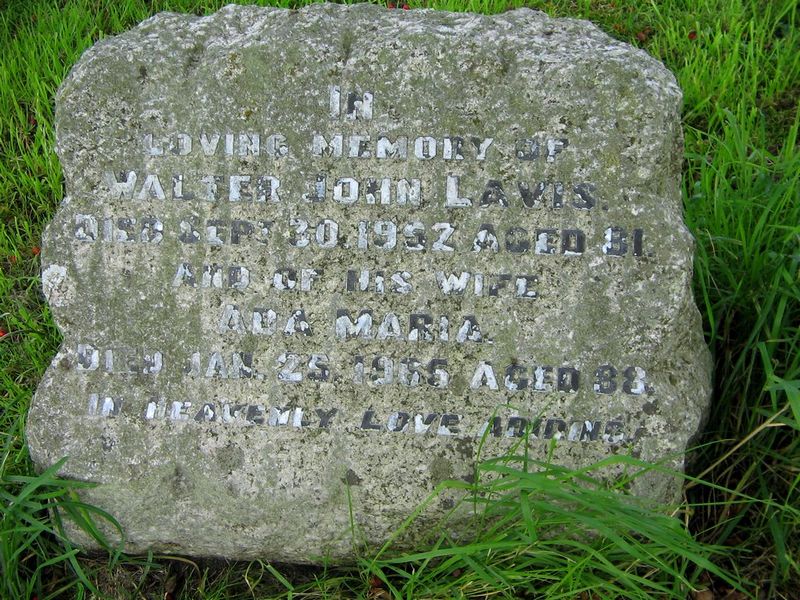 IN
LOVING MEMORY OF
WALTER JOHN LAVIS.
DIED SEPT 30. 1952 AGED 81.
AND OF HIS WIFE
ADA MARIA.
DIED JAN. 25 1965 AGED 88.
IN HEAVENLY LOVE ABIDING.